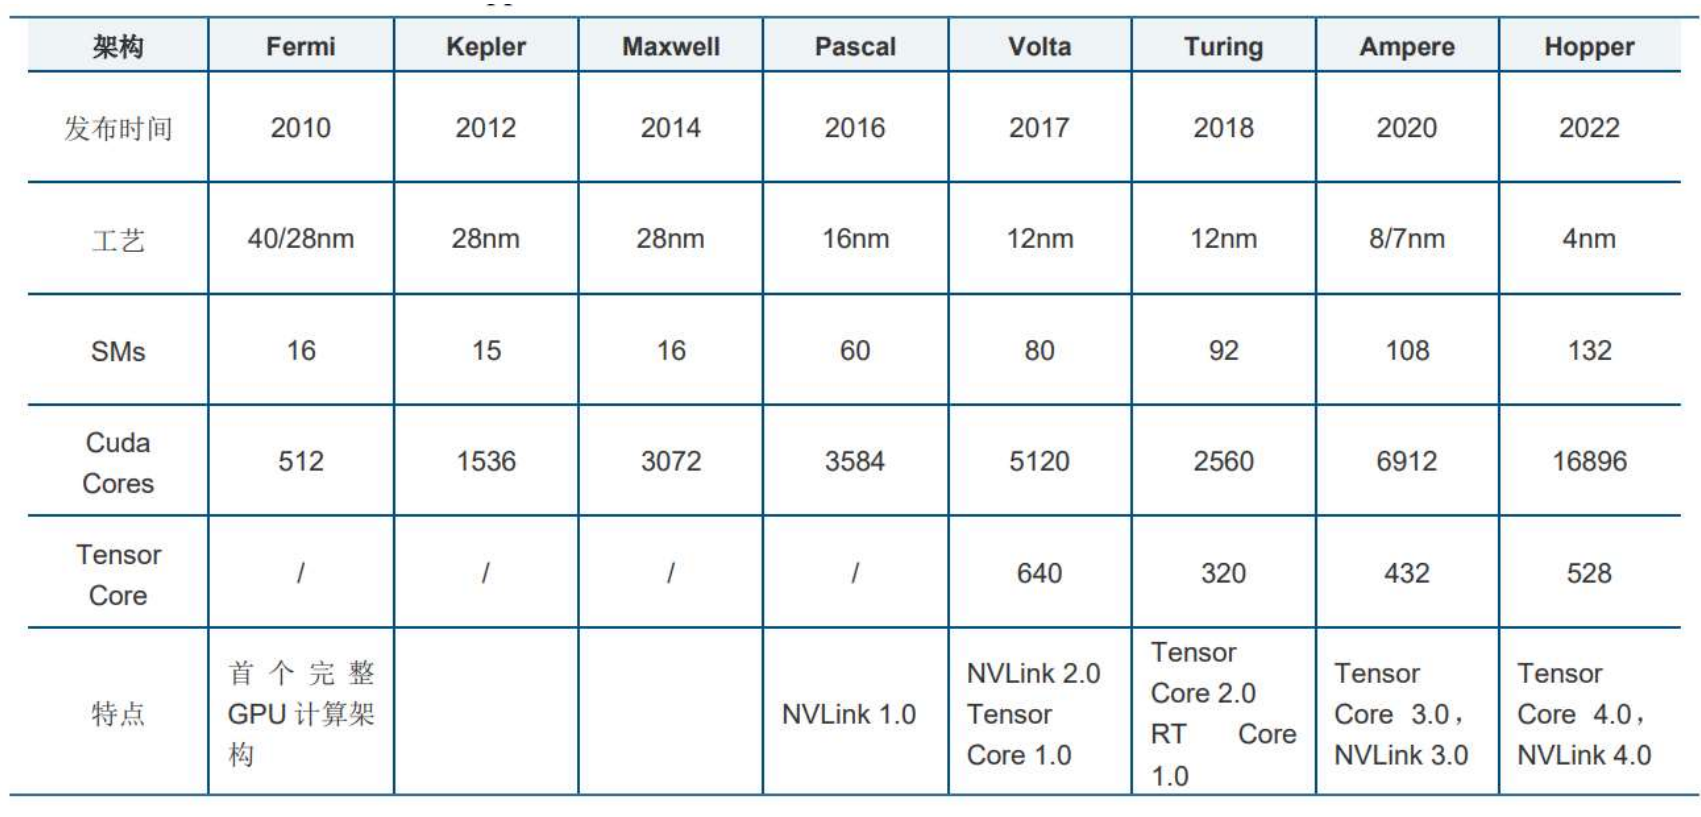 架构 Fermi Kepler Maxwell Pascal Volta Turing Ampere Hopper
发布时间 2010 2012 2014 2016 2017 2018 2020 2022
工艺 40/28nm 28nm 28nm 16nm 12nm 12nm 8/7nm 4nm
SMs 16 15 16 60 80 92 108 132
Cuda
Cores
512 1536 3072 3584 5120 2560 6912 16896
Tensor
Core
/ / / / 640 320 432 528
特点
首个完整
GPU 计算架
构
NVLink 1.0
NVLink 2.0
Tensor
Core 1.0
Tensor
Core 2.0
RT Core
1.0
Tensor
Core 3.0，
NVLink 3.0
Tensor
Core 4.0，
NVLink 4.0